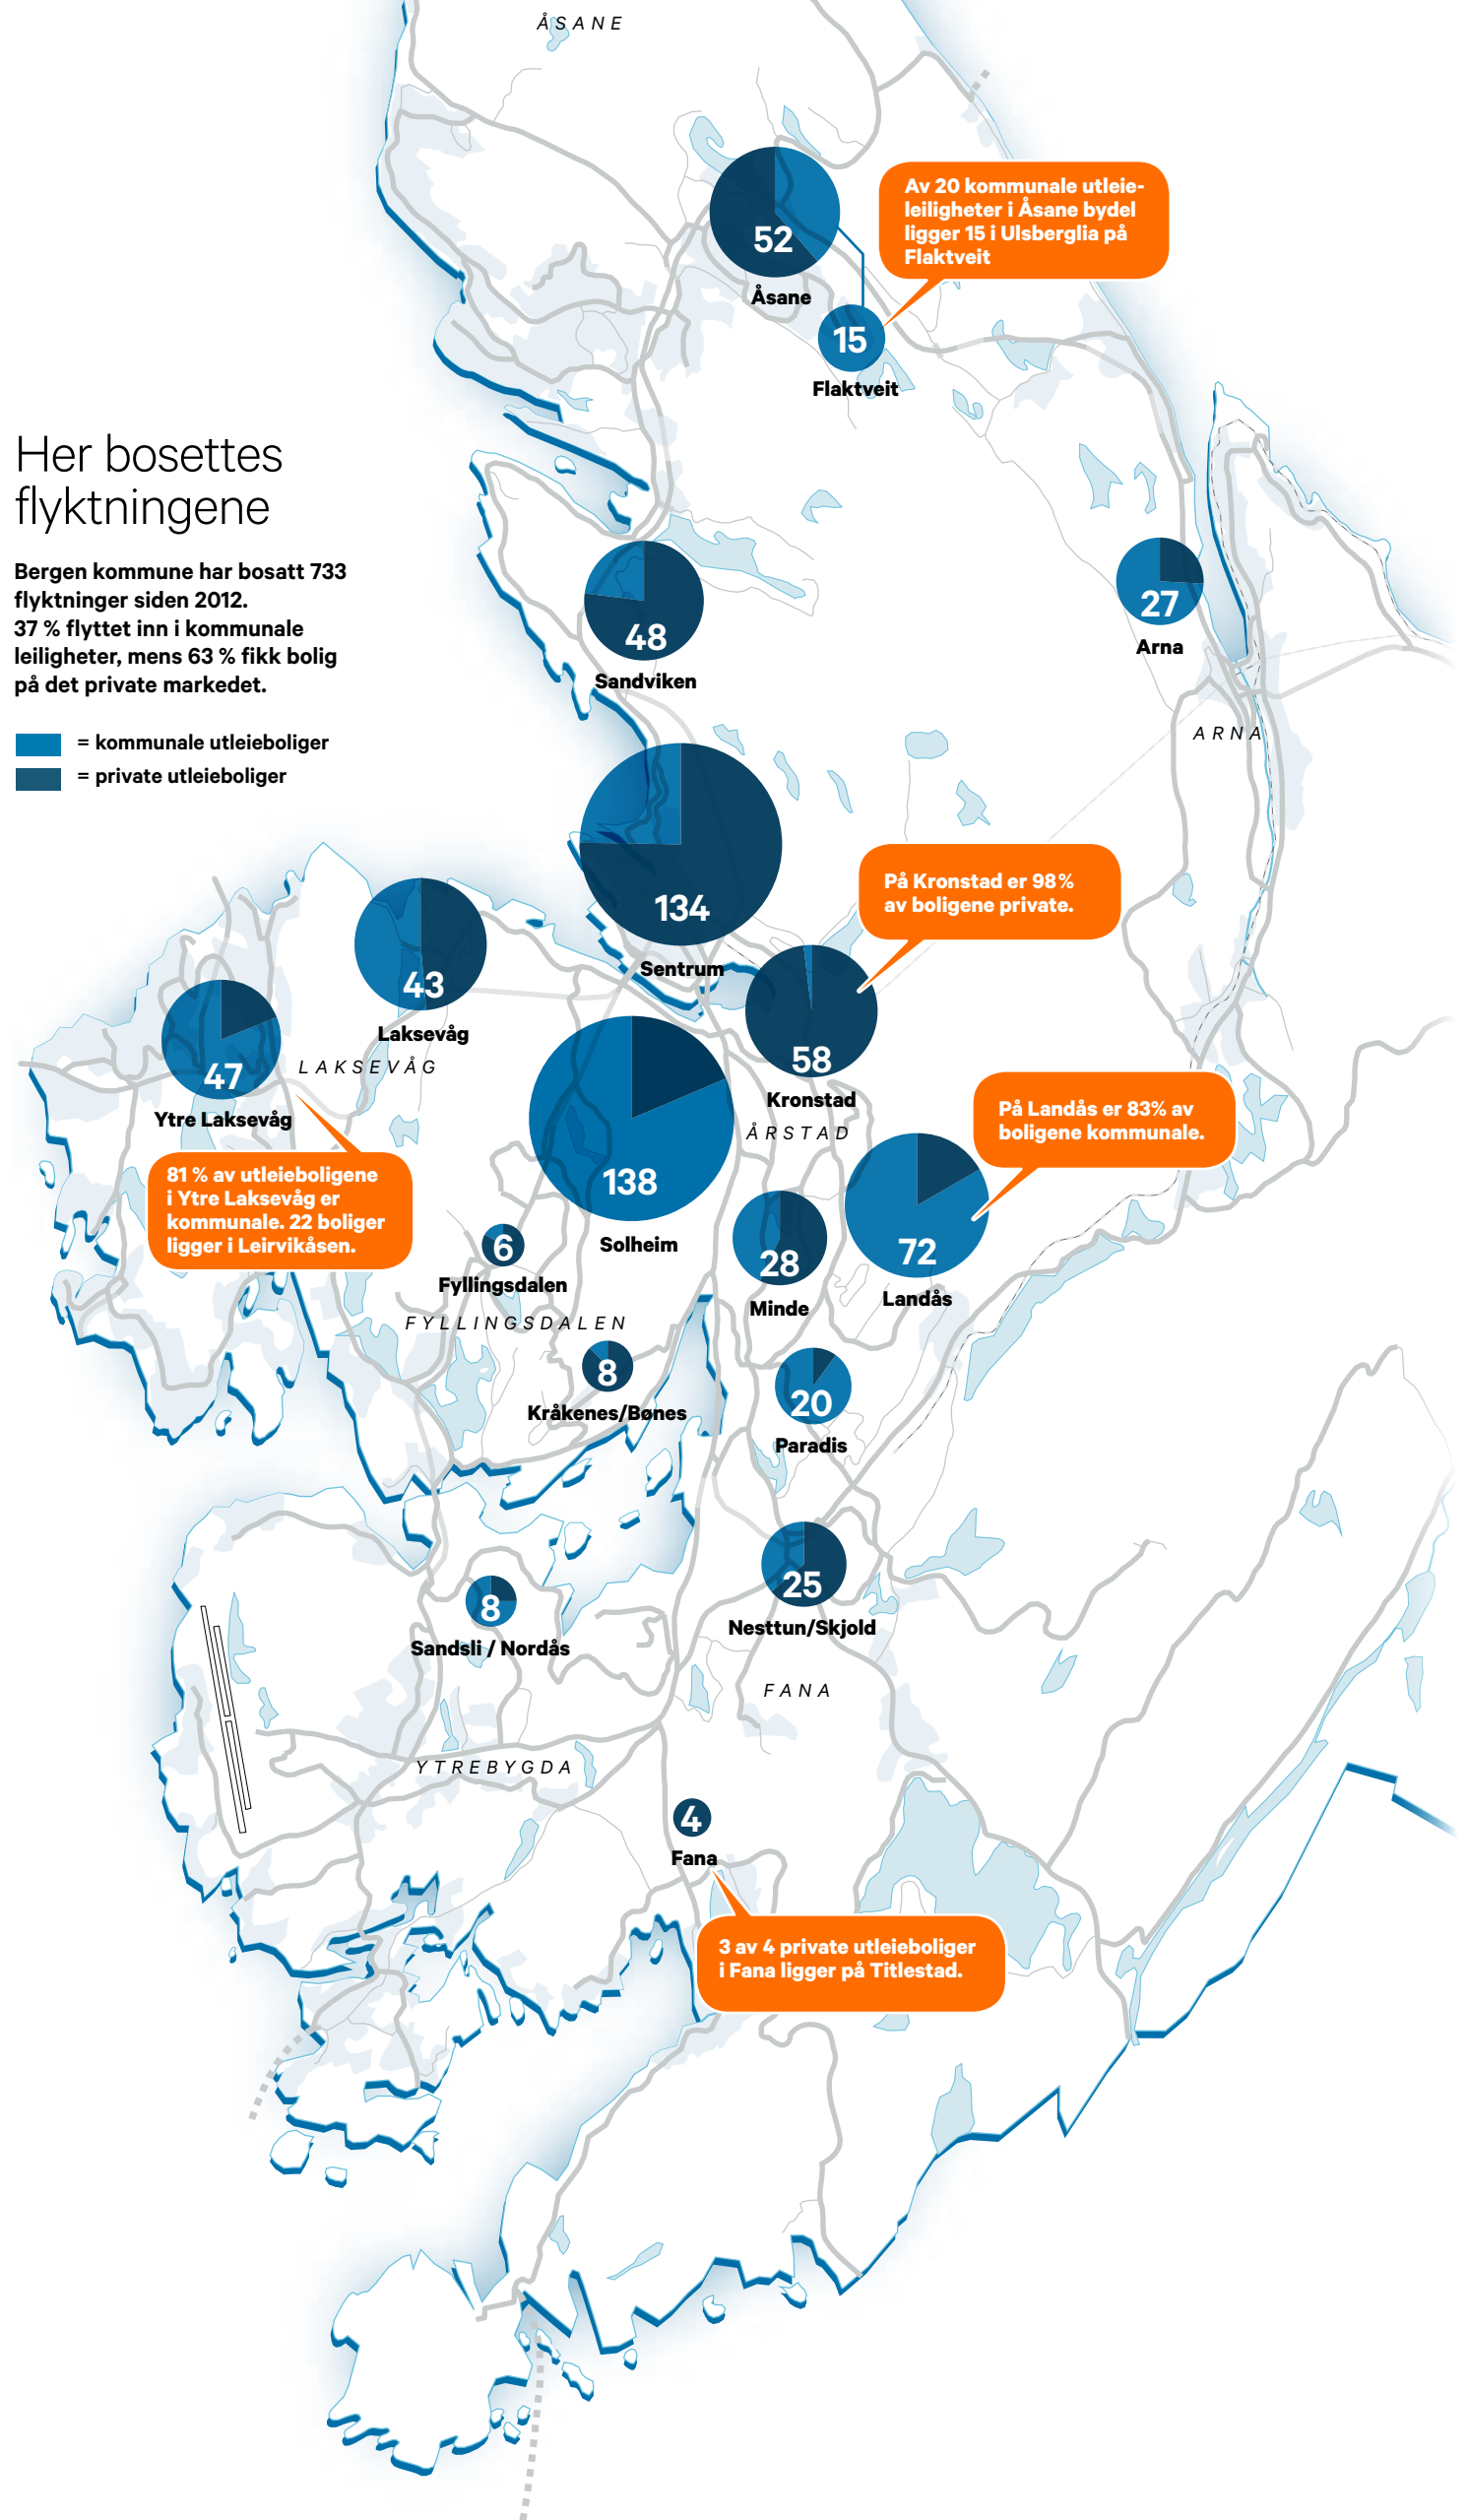 ÅSANE
Av 20 kommunale utleie-
leiligheter i Åsane bydel
ligger 15 i Ulsberglia på
Flaktveit
52
Åsane
15
Flaktveit
Her bosettes
flyktningene
Bergen kommune har bosatt 733
flyktninger siden 2012.
37 % flyttet inn i kommunale
leiligheter, mens 63 % fikk bolig
på det private markedet.
= kommunale utleieboliger
= private utleieboliger
48
Sandviken
27
Arna
ARNA
134
Sentrum
På Kronstad er 98%
av boligene private.
43
Laksevåg
LAKSEVÅG
47
Ytre Laksevåg
58
Kronstad
ÅRSTAD
På Landås er 83% av
boligene kommunale.
81 % av utleieboligene
i Ytre Laksevåg er
kommunale. 22 boliger
ligger i Leirvikåsen.
138
Solheim
6
Fyllingsdalen
FYLLINGSDALEN
28
Minde
72
Landås
8
Kråkenes/Bønes
20
Paradis
25
Nesttun/Skjold
8
Sandsli / Nordås
FANA
YTREBYGDA
4
Fana
3 av 4 private utleieboliger
i Fana ligger på Titlestad.